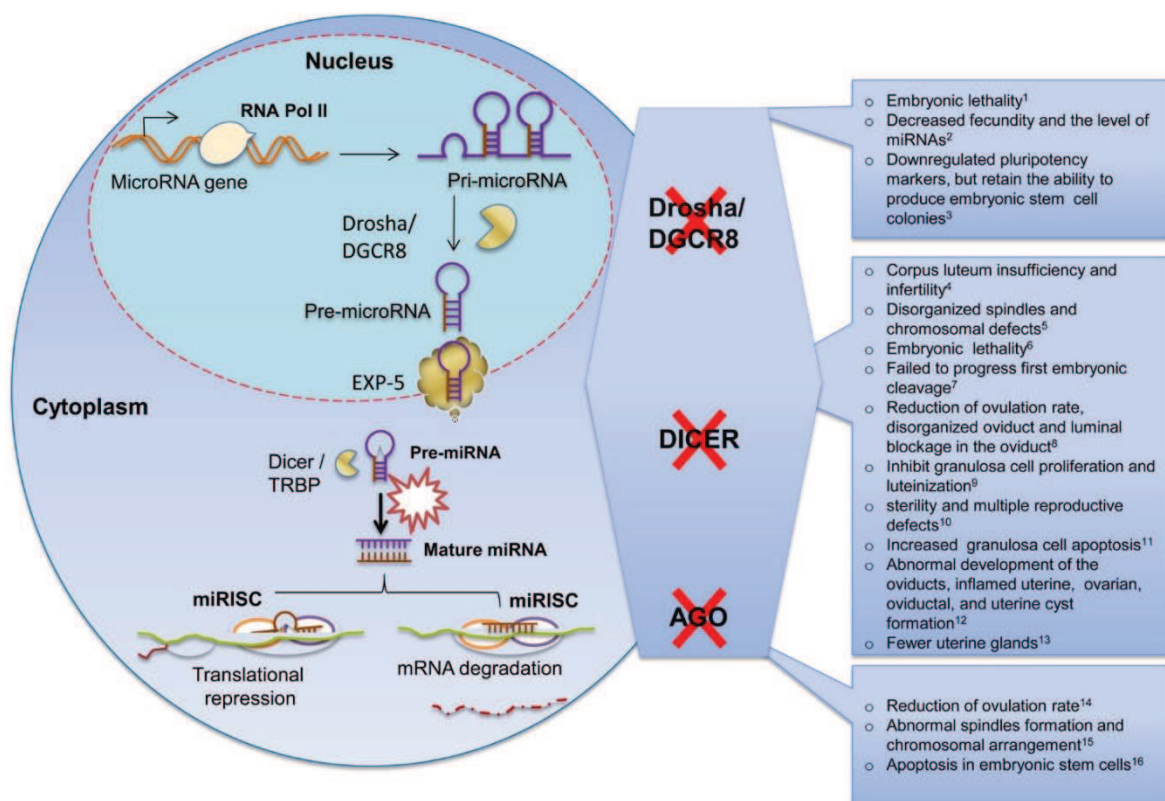 Nucleus
RNA Pol II
MicroRNA gene
Pri-microRNA
Drosha/
DGCR8
Pre-microRNA
EXP-5
Cytoplasm
Dicer /
TRBP
Pre-miRNA
Mature miRNA
miRISC
miRISC
Translational
repression
mRNA degradation
Drosha/
DGCR8
DICER
AGO
o Embryonic lethality¹
o Decreased fecundity and the level of
miRNAs²
o Downregulated pluripotency
markers, but retain the ability to
produce embryonic stem cell
colonies³
o Corpus luteum insufficiency and
infertility⁴
o Disorganized spindles and
chromosomal defects⁵
o Embryonic lethality⁶
o Failed to progress first embryonic
cleavage⁷
o Reduction of ovulation rate,
disorganized oviduct and luminal
blockage in the oviduct⁸
o Inhibit granulosa cell proliferation and
luteinization⁹
o sterility and multiple reproductive
defects¹⁰
o Increased granulosa cell apoptosis¹¹
o Abnormal development of the
oviducts, inflamed uterine, ovarian,
oviductal, and uterine cyst
formation¹²
o Fewer uterine glands¹³
o Reduction of ovulation rate¹⁴
o Abnormal spindles formation and
chromosomal arrangement¹⁵
o Apoptosis in embryonic stem cells¹⁶